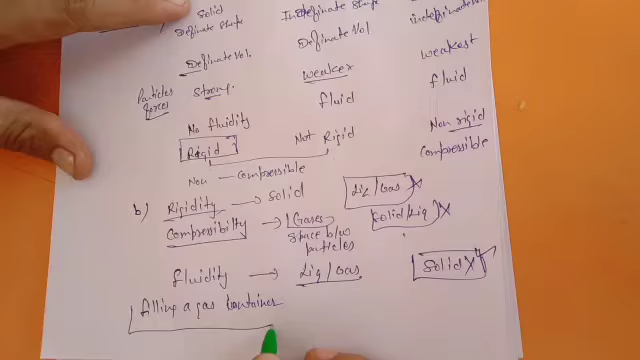 Solid Indefinate Shape
Definate Shape Definate Vol indefinate Vol
Definate Vol. weaker weakest
Particles Strong. fluid fluid
forces
No fluidity Not Rigid Non rigid
Rigid compressible
Non - Compressible
b) Rigidity → Solid Liq/Gas X
Compressibilty → Gases Solid/Liq X
Space b/w
particles
fluidity → Liq/Gas Solid X
filling a gas Container